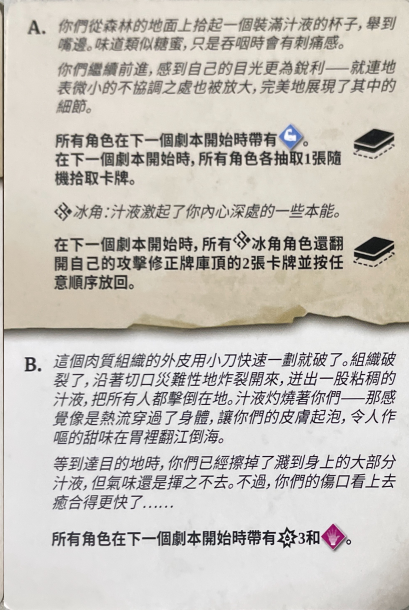 A. 你們從森林的地面上拾起一個裝滿汁液的杯子，舉到
嘴邊。味道類似糖蜜，只是吞咽時會有刺痛感。
你們繼續前進，感到自己的目光更為銳利——就連地
表微小的不協調之處也被放大，完美地展現了其中的
細節。
所有角色在下一個劇本開始時帶有。
在下一個劇本開始時，所有角色各抽取1張隨
機拾取卡牌。
冰角：汁液激起了你內心深處的一些本能。
在下一個劇本開始時，所有冰角角色還翻
開自己的攻擊修正牌庫頂的2張卡牌並按任
意順序放回。
B. 這個肉質組織的外皮用小刀快速一劃就破了。組織破
裂了，沿著切口災難性地炸裂開來，迸出一股粘稠的
汁液，把所有人都擊倒在地。汁液灼燒著你們——那感
覺像是熱流穿過了身體，讓你們的皮膚起泡，令人作
嘔的甜味在胃裡翻江倒海。
等到達目的地時，你們已經擦掉了濺到身上的大部分
汁液，但氣味還是揮之不去。不過，你們的傷口看上去
癒合得更快了……
所有角色在下一個劇本開始時帶有3和。